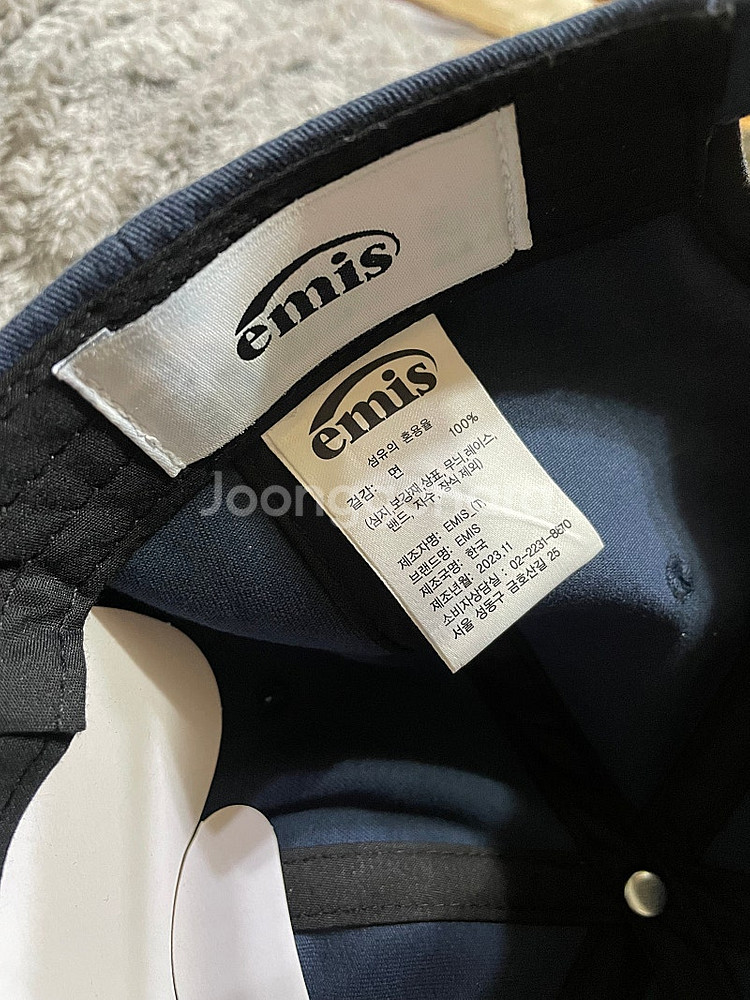 emis
emis
섬유의 혼용율
겉감: 면 100%
(심지,보강재,상표,무늬,레이스,
밴드, 자수, 장식 제외)
제조자명: EMIS_(T)
브랜드명: EMIS
제조국명: 한국
제조년월: 2023.11
소비자상담실 : 02-2231-8670
서울 성동구 금호산길 25